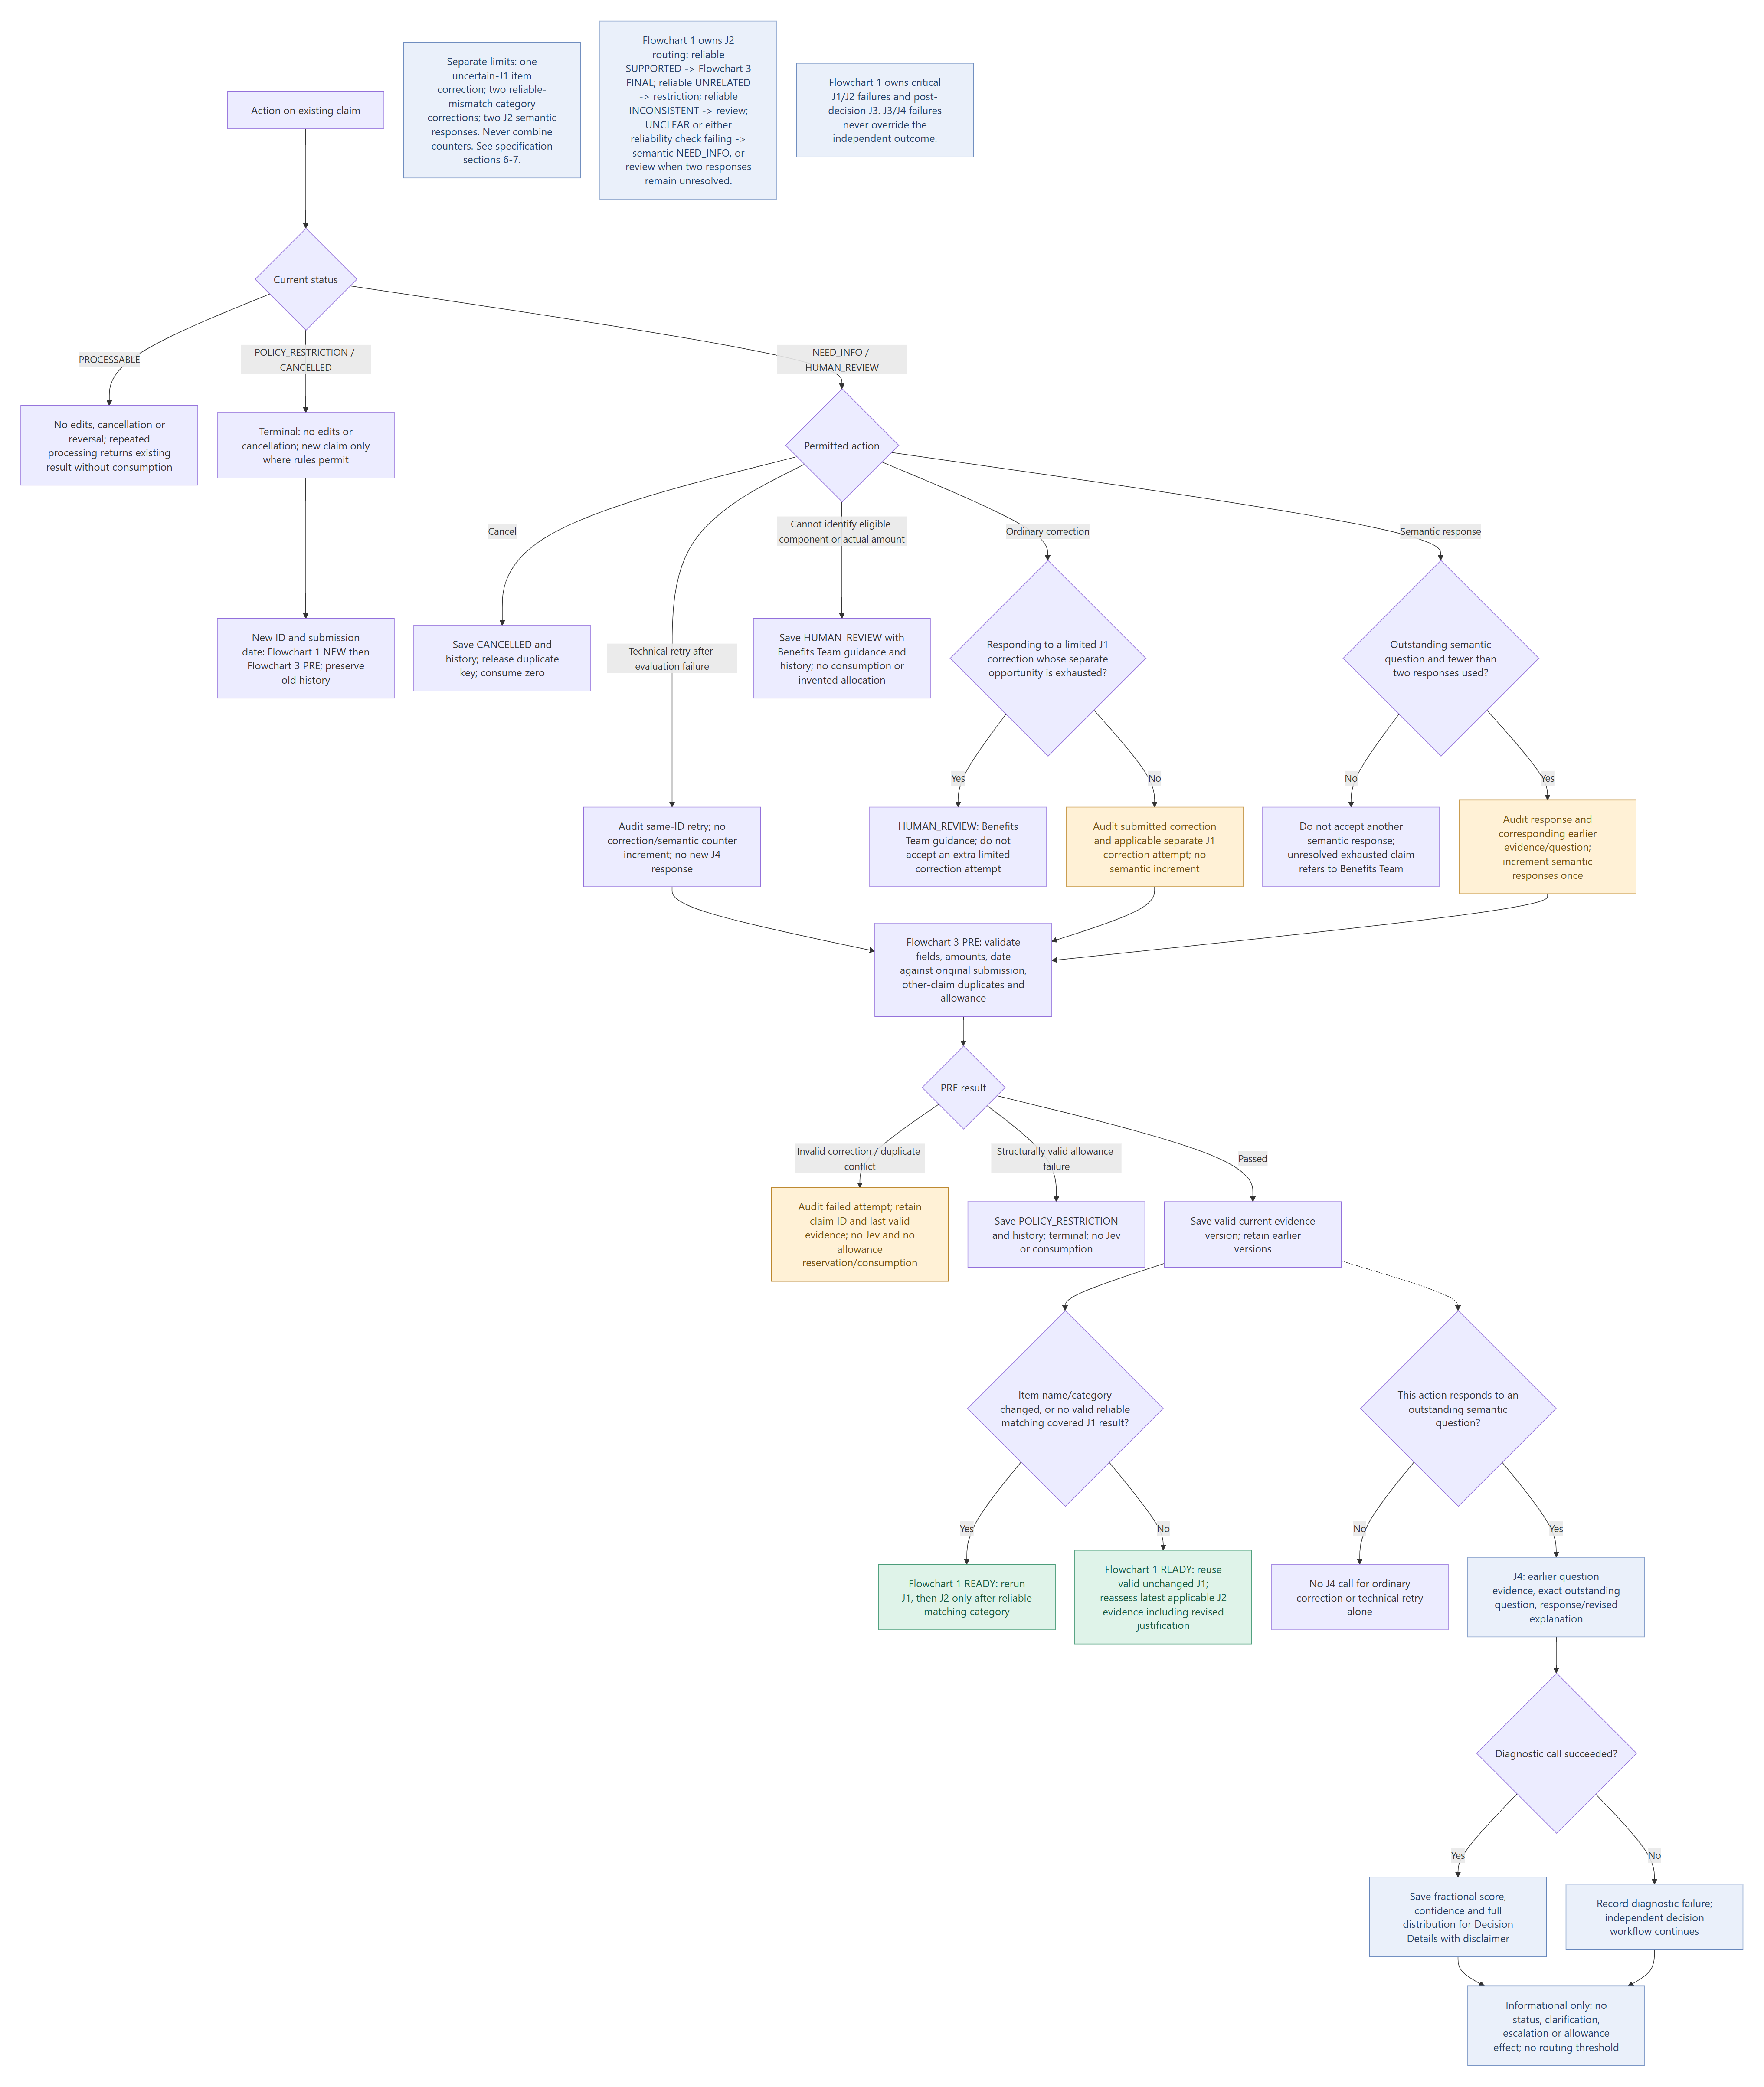 Flowchart 1 owns J2
routing: reliable
SUPPORTED -> Flowchart 3
FINAL; reliable UNRELATED
-> restriction; reliable
INCONSISTENT -> review;
UNCLEAR or either
reliability check failing ->
semantic NEED_INFO, or
review when two responses
remain unresolved.
Separate limits: one
uncertain-J1 item
correction; two reliable-
mismatch category
corrections; two J2 semantic
responses. Never combine
counters. See specification
sections 6-7.
Flowchart 1 owns critical
J1/J2 failures and post-
decision J3. J3/J4 failures
never override the
independent outcome.
Action on existing claim
Current status
PROCESSABLE
POLICY_RESTRICTION /
CANCELLED
NEED_INFO /
HUMAN_REVIEW
No edits, cancellation or
reversal; repeated
processing returns existing
result without consumption
Terminal: no edits or
cancellation; new claim only
where rules permit
Permitted action
Cancel
Cannot identify eligible
component or actual amount
Ordinary correction
Semantic response
New ID and submission
date: Flowchart 1 NEW then
Flowchart 3 PRE; preserve
old history
Save CANCELLED and
history; release duplicate
key; consume zero
Technical retry after
evaluation failure
Save HUMAN_REVIEW with
Benefits Team guidance and
history; no consumption or
invented allocation
Responding to a limited J1
correction whose separate
opportunity is exhausted?
Outstanding semantic
question and fewer than
two responses used?
Yes
No
No
Yes
Audit same-ID retry; no
correction/semantic counter
increment; no new J4
response
HUMAN_REVIEW: Benefits
Team guidance; do not
accept an extra limited
correction attempt
Audit submitted correction
and applicable separate J1
correction attempt; no
semantic increment
Do not accept another
semantic response;
unresolved exhausted claim
refers to Benefits Team
Audit response and
corresponding earlier
evidence/question;
increment semantic
responses once
Flowchart 3 PRE: validate
fields, amounts, date
against original submission,
other-claim duplicates and
allowance
PRE result
Invalid correction / duplicate
conflict
Structurally valid allowance
failure
Passed
Audit failed attempt; retain
claim ID and last valid
evidence; no Jev and no
allowance
reservation/consumption
Save POLICY_RESTRICTION
and history; terminal; no Jev
or consumption
Save valid current evidence
version; retain earlier
versions
Item name/category
changed, or no valid reliable
matching covered J1 result?
This action responds to an
outstanding semantic
question?
Yes
No
No
Yes
Flowchart 1 READY: rerun
J1, then J2 only after reliable
matching category
Flowchart 1 READY: reuse
valid unchanged J1;
reassess latest applicable J2
evidence including revised
justification
No J4 call for ordinary
correction or technical retry
alone
J4: earlier question
evidence, exact outstanding
question, response/revised
explanation
Diagnostic call succeeded?
Yes
No
Save fractional score,
confidence and full
distribution for Decision
Details with disclaimer
Record diagnostic failure;
independent decision
workflow continues
Informational only: no
status, clarification,
escalation or allowance
effect; no routing threshold